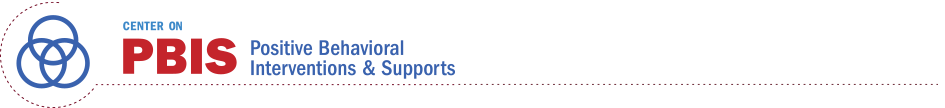 CENTER ON
PBIS
Positive Behavioral
Interventions & Supports